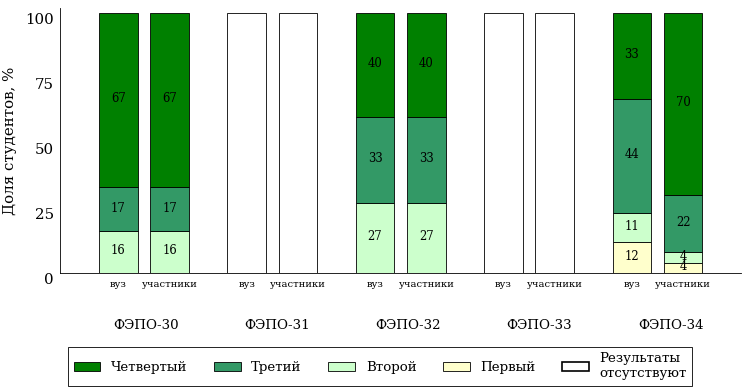 Доля студентов, %
100
75
50
25
0
67 67 40 40 33 70
17 17 33 33 44 22
16 16 27 27 11 4
12 4
вуз участники вуз участники вуз участники вуз участники вуз участники
ФЭПО-30 ФЭПО-31 ФЭПО-32 ФЭПО-33 ФЭПО-34
Четвертый Третий Второй Первый Результаты
отсутствуют